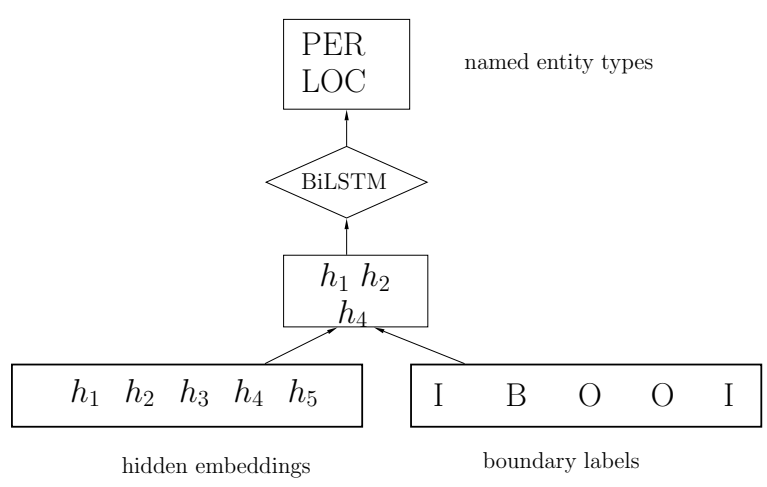 PER
LOC
named entity types
BiLSTM
h₁ h₂
h₄
h₁ h₂ h₃ h₄ h₅
I B O O I
hidden embeddings
boundary labels